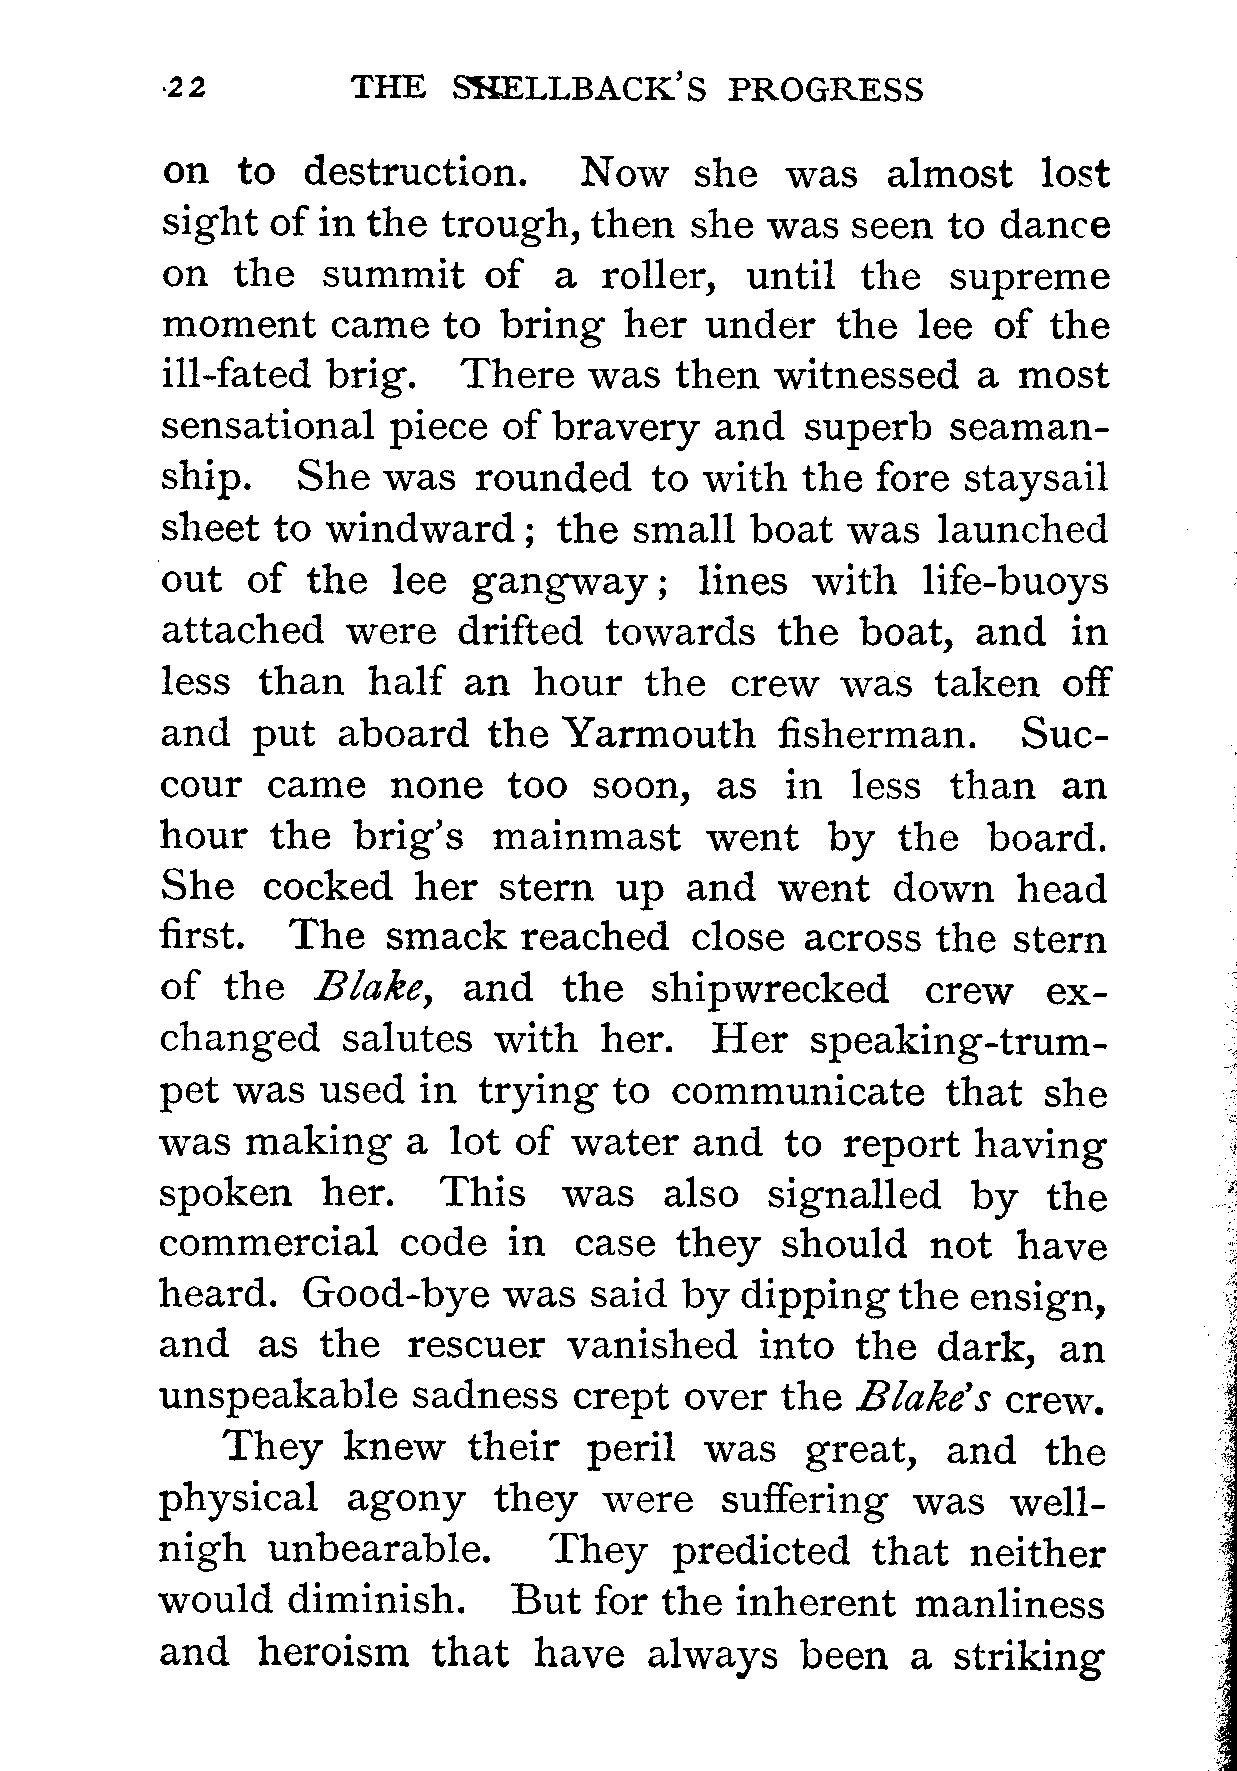 22 THE SHELLBACK'S PROGRESS
on to destruction. Now she was almost lost
sight of in the trough, then she was seen to dance
on the summit of a roller, until the supreme
moment came to bring her under the lee of the
ill-fated brig. There was then witnessed a most
sensational piece of bravery and superb seaman-
ship. She was rounded to with the fore staysail
sheet to windward; the small boat was launched
out of the lee gangway; lines with life-buoys
attached were drifted towards the boat, and in
less than half an hour the crew was taken off
and put aboard the Yarmouth fisherman. Suc-
cour came none too soon, as in less than an
hour the brig's mainmast went by the board.
She cocked her stern up and went down head
first. The smack reached close across the stern
of the Blake, and the shipwrecked crew ex-
changed salutes with her. Her speaking-trum-
pet was used in trying to communicate that she
was making a lot of water and to report having
spoken her. This was also signalled by the
commercial code in case they should not have
heard. Good-bye was said by dipping the ensign,
and as the rescuer vanished into the dark, an
unspeakable sadness crept over the Blake's crew.
They knew their peril was great, and the
physical agony they were suffering was well-
nigh unbearable. They predicted that neither
would diminish. But for the inherent manliness
and heroism that have always been a striking